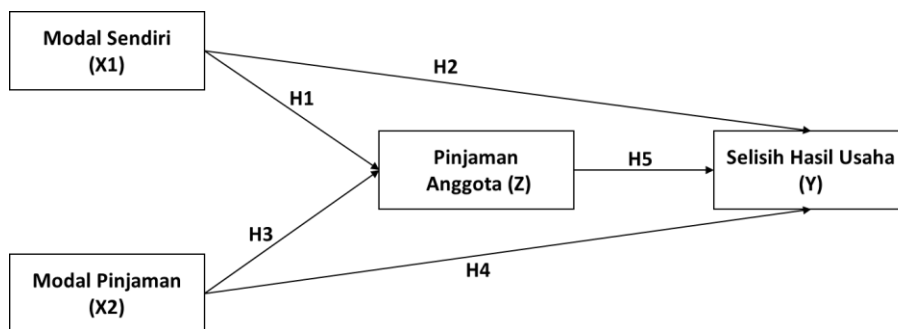 Modal Sendiri
(X1)
H2
H1
Pinjaman
Anggota (Z)
H5
Selisih Hasil Usaha
(Y)
H3
H4
Modal Pinjaman
(X2)